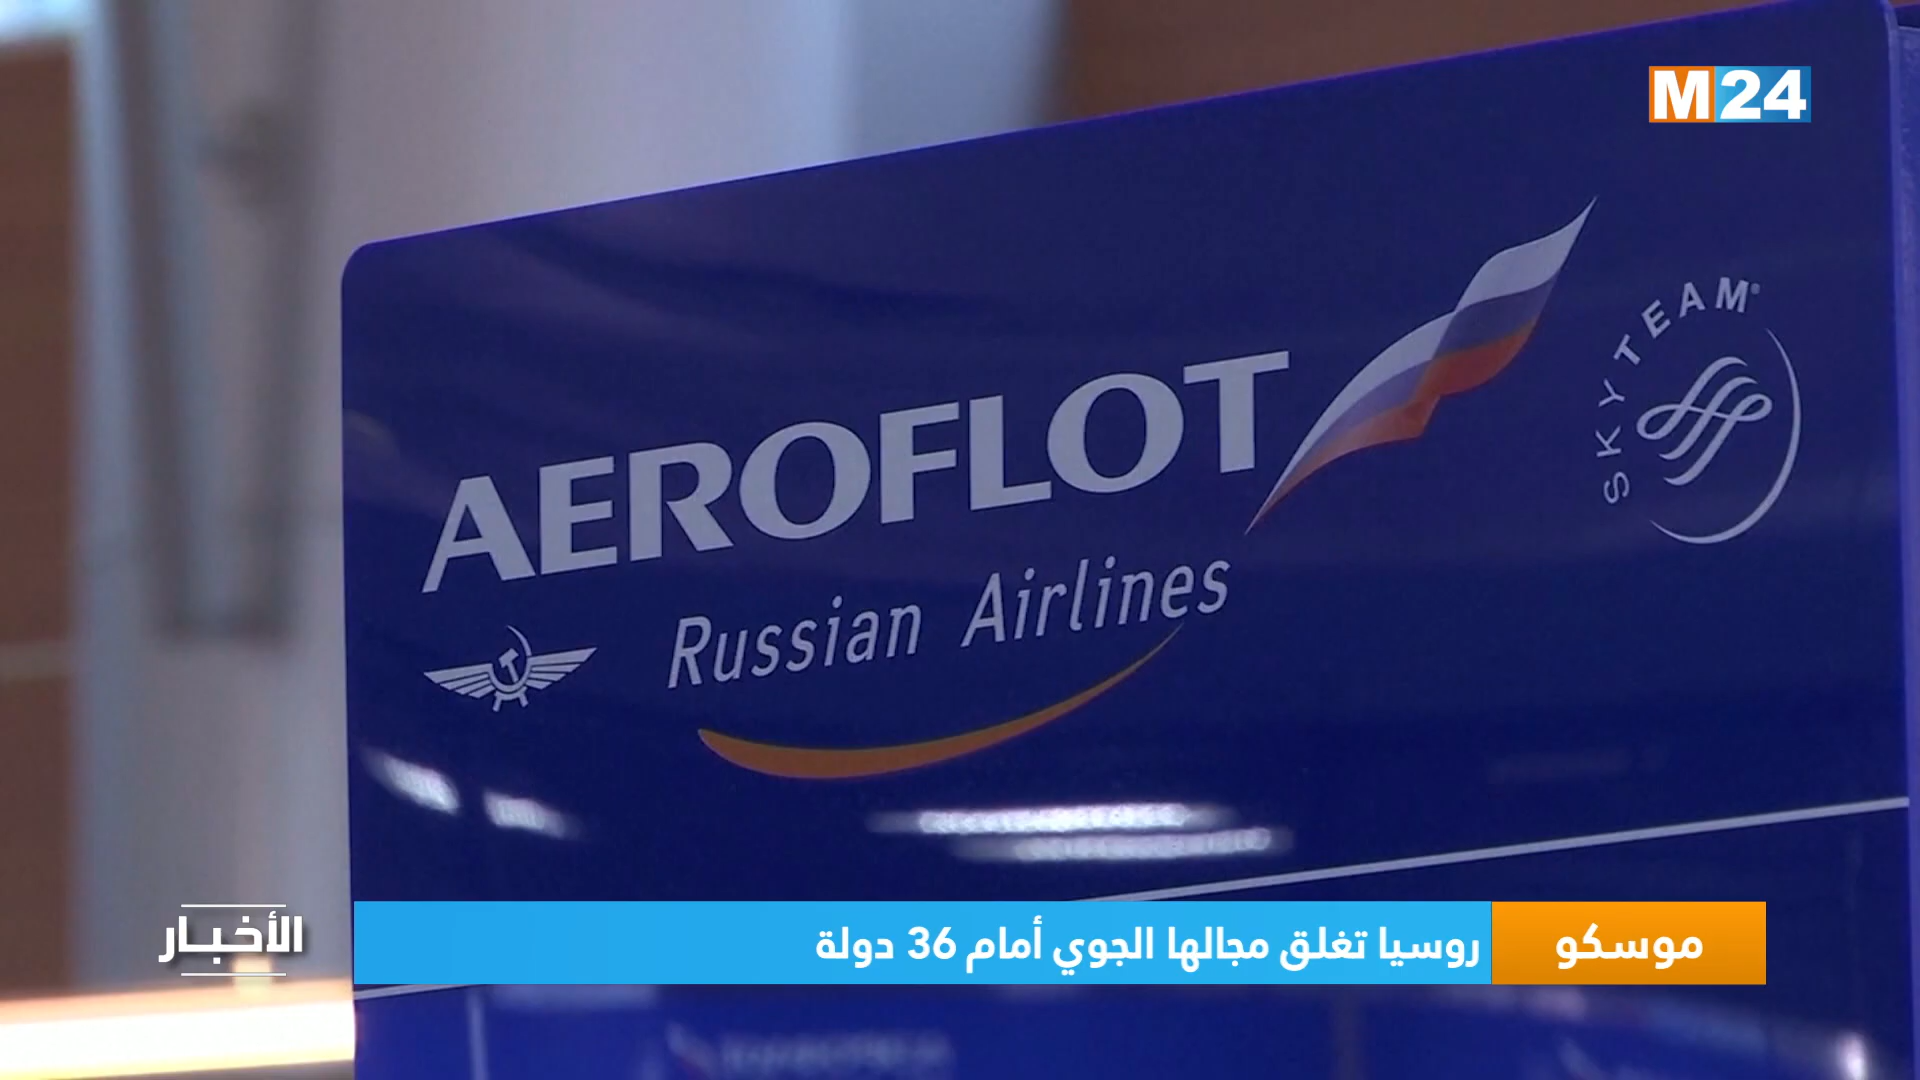 M24
SKYTEAM
AEROFLOT
Russian Airlines
موسكو
روسيا تغلق مجالها الجوي أمام 36 دولة
الأخبار